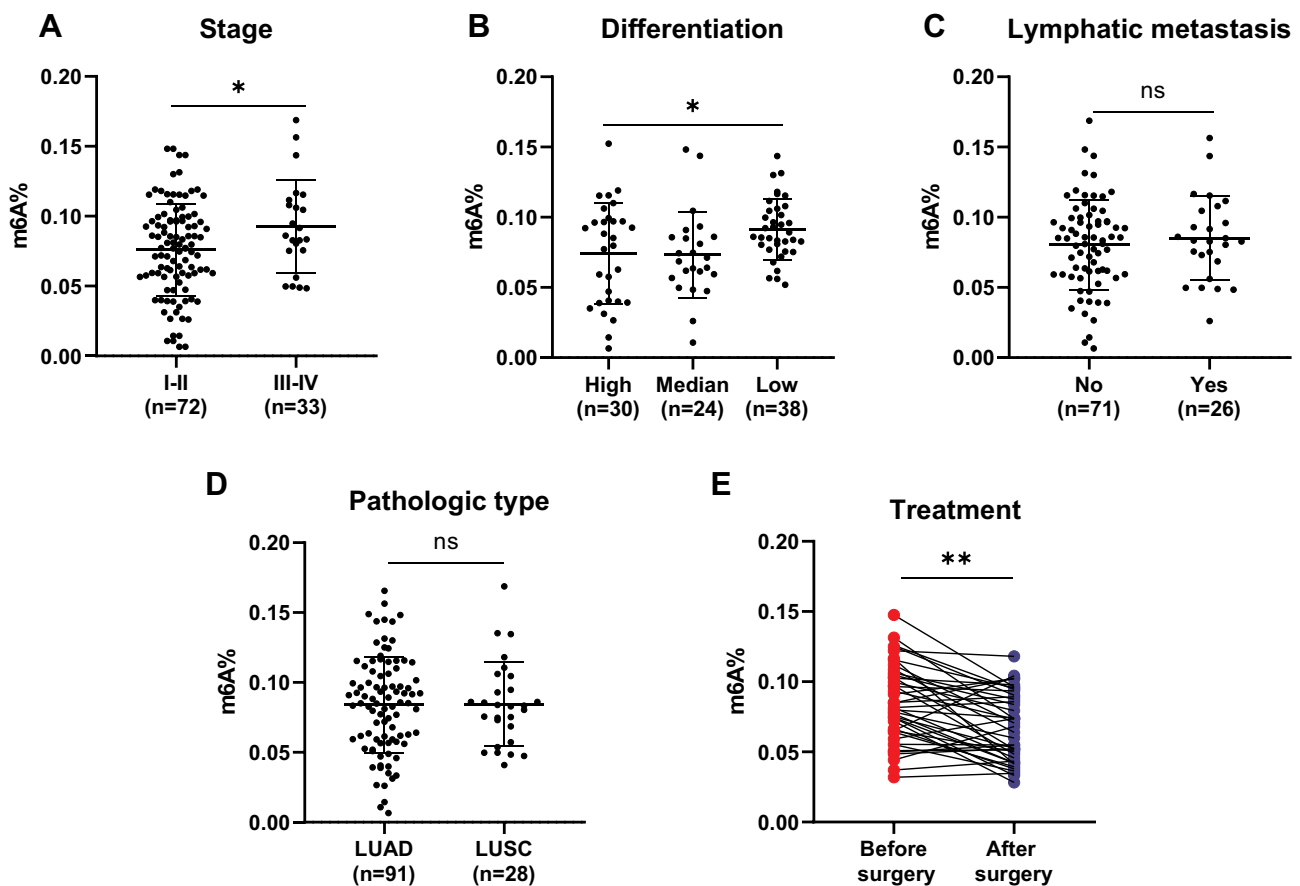 A
Stage
0.20
0.15
0.10
0.05
0.00
m6A%
*
I-II
(n=72)
III-IV
(n=33)
B
Differentiation
0.20
0.15
0.10
0.05
0.00
m6A%
*
High
(n=30)
Median
(n=24)
Low
(n=38)
C
Lymphatic metastasis
0.20
0.15
0.10
0.05
0.00
m6A%
ns
No
(n=71)
Yes
(n=26)
D
Pathologic type
0.20
0.15
0.10
0.05
0.00
m6A%
ns
LUAD
(n=91)
LUSC
(n=28)
E
Treatment
0.20
0.15
0.10
0.05
0.00
m6A%
**
Before
surgery
After
surgery